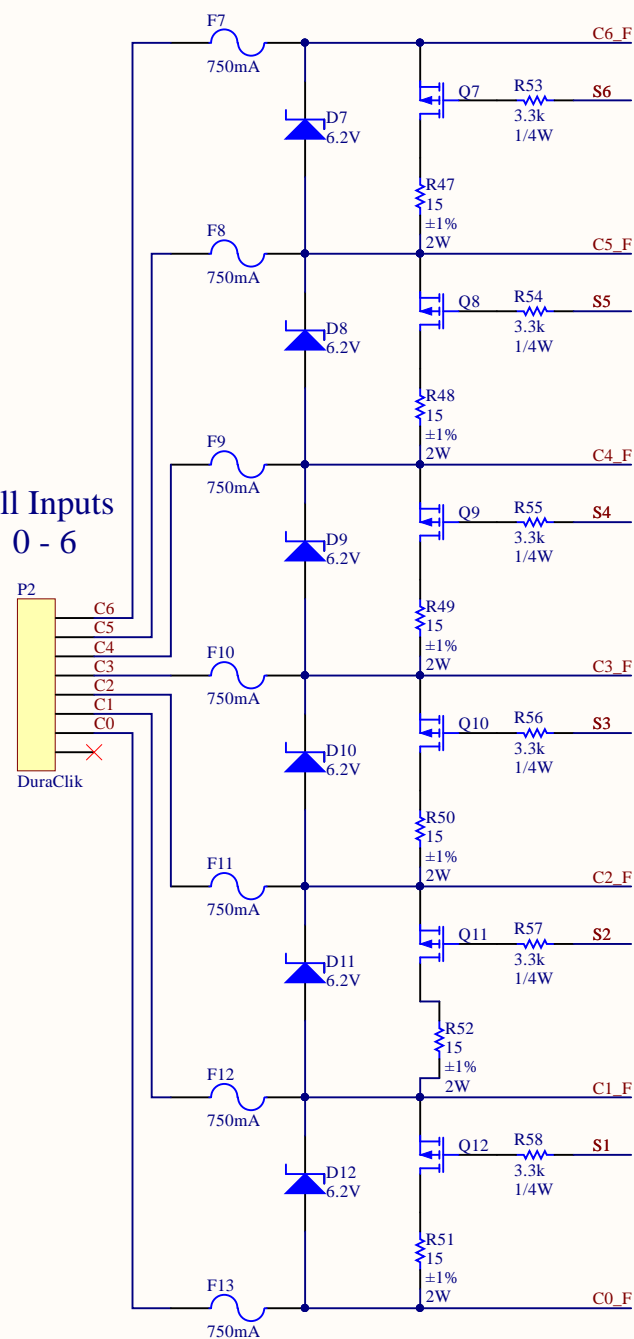 F7
750mA
C6_F
Q7
R53
3.3k
1/4W
S6
D7
6.2V
R47
15
±1%
2W
F8
750mA
C5_F
Q8
R54
3.3k
1/4W
S5
D8
6.2V
R48
15
±1%
2W
F9
750mA
C4_F
ll Inputs
0 - 6
Q9
R55
3.3k
1/4W
S4
D9
6.2V
P2
C6
C5
C4
C3
C2
C1
C0
DuraClik
R49
15
±1%
2W
F10
750mA
C3_F
Q10
R56
3.3k
1/4W
S3
D10
6.2V
R50
15
±1%
2W
F11
750mA
C2_F
Q11
R57
3.3k
1/4W
S2
D11
6.2V
R52
15
±1%
2W
F12
750mA
C1_F
Q12
R58
3.3k
1/4W
S1
D12
6.2V
R51
15
±1%
2W
F13
750mA
C0_F